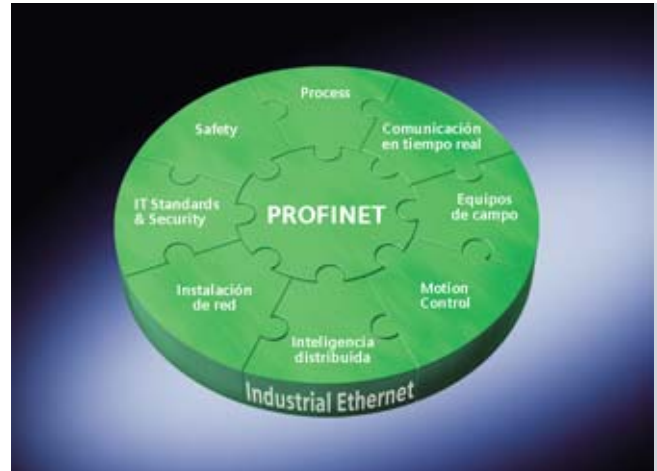 Process
Comunicación
en tiempo real
Equipos
de campo
Motion
Control
Inteligencia
distribuida
Instalación
de red
IT Standards
& Security
Safety
PROFINET
Industrial Ethernet